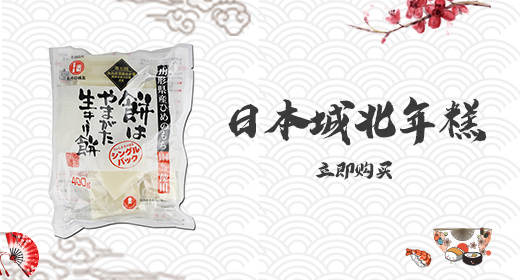 山形県産ひめのもち
餅は
やまがた
生きり餅
シングル
パック
400g
日本城北年糕
立即购买